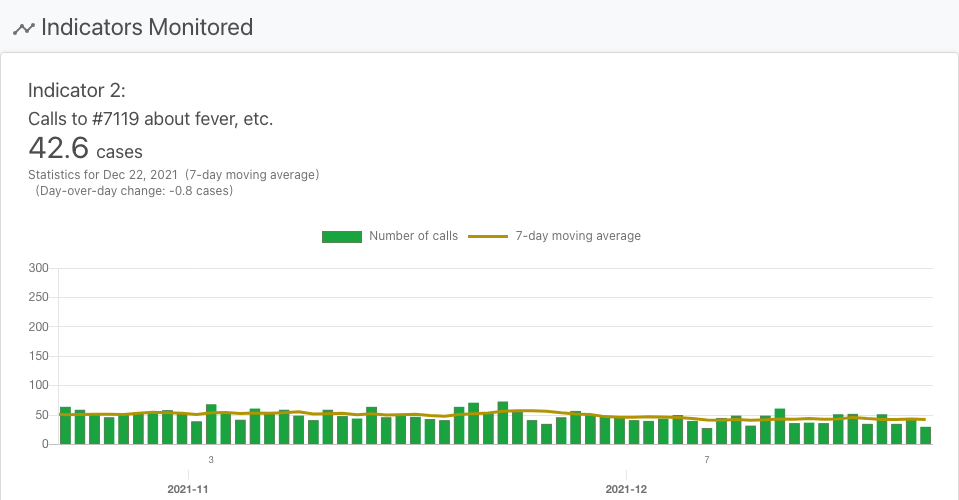 Indicators Monitored
Indicator 2:
Calls to #7119 about fever, etc.
42.6 cases
Statistics for Dec 22, 2021 (7-day moving average)
(Day-over-day change: -0.8 cases)
Number of calls 7-day moving average
300
250
200
150
100
50
0
3 7
2021-11 2021-12